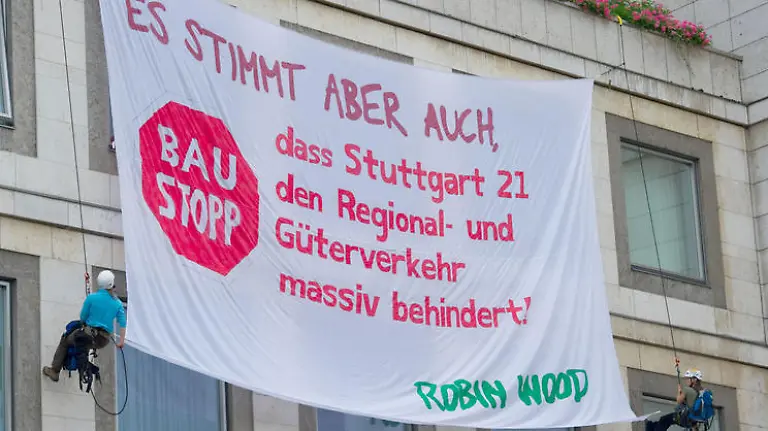 ES STIMMT ABER AUCH,
BAU
STOPP
dass Stuttgart 21
den Regional- und
Güterverkehr
massiv behindert!
ROBIN WOOD